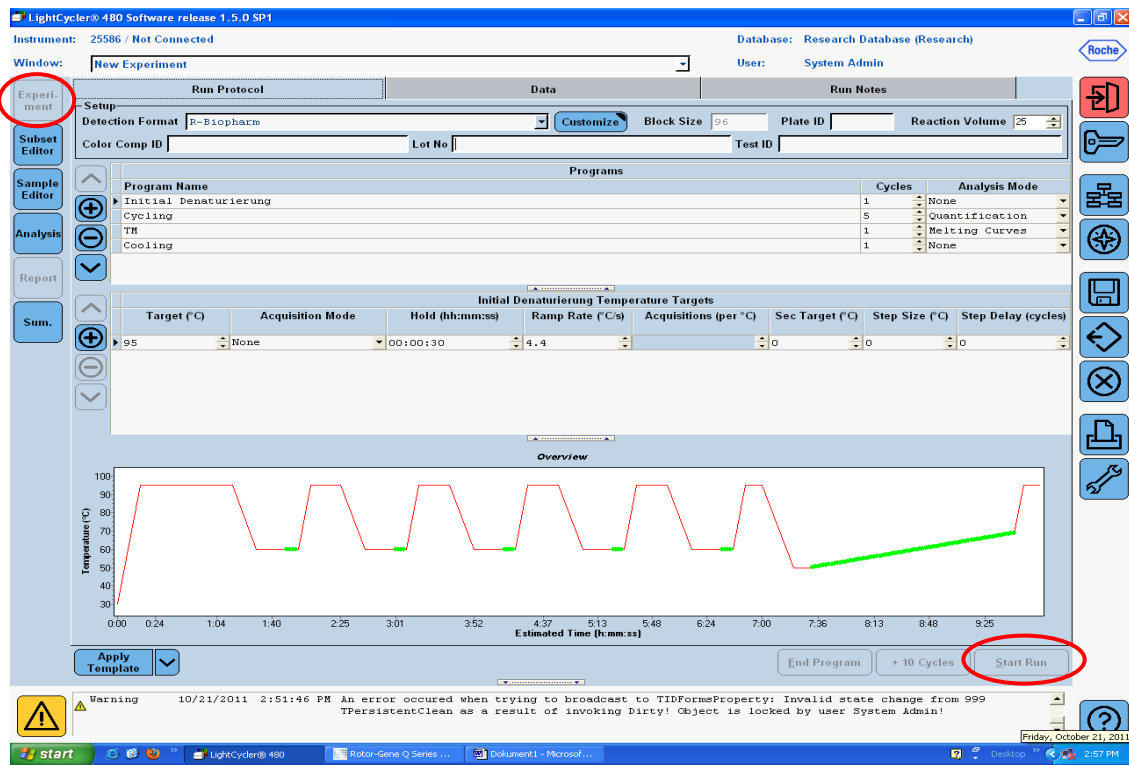 LightCycler® 480 Software release 1.5.0 SP1
Instrument: 25586 / Not Connected Database: Research Database (Research)
Roche
Window: New Experiment User: System Admin
Experi-
ment
Run Protocol Data Run Notes
Setup
Detection Format R-Biopharm Customize Block Size 96 Plate ID Reaction Volume 25
Color Comp ID Lot No Test ID
Subset
Editor
Sample
Editor
Analysis
Report
Sum.
Programs
Program Name Cycles Analysis Mode
Initial Denaturierung 1 None
Cycling 5 Quantification
TM 1 Melting Curves
Cooling 1 None
Initial Denaturierung Temperature Targets
Target (°C) Acquisition Mode Hold (hh:mm:ss) Ramp Rate (°C/s) Acquisitions (per °C) Sec Target (°C) Step Size (°C) Step Delay (cycles)
95 None 00:00:30 4.4 0 0 0
Overview
Temperature (°C)
100
90
80
70
60
50
40
30
0:00 0:24 1:04 1:40 2:25 3:01 3:52 4:37 5:13 5:48 6:24 7:00 7:36 8:13 8:48 9:25
Estimated Time (h:mm:ss)
Apply
Template
End Program + 10 Cycles Start Run
Warning 10/21/2011 2:51:46 PM An error occured when trying to broadcast to TIDFormsProperty: Invalid state change from 999
TPersistentClean as a result of invoking Dirty! Object is locked by user System Admin!
Friday, October 21, 2011
start LightCycler® 480 Rotor-Gene Q Series ... Dokument1 - Microsof... Desktop 2:57 PM